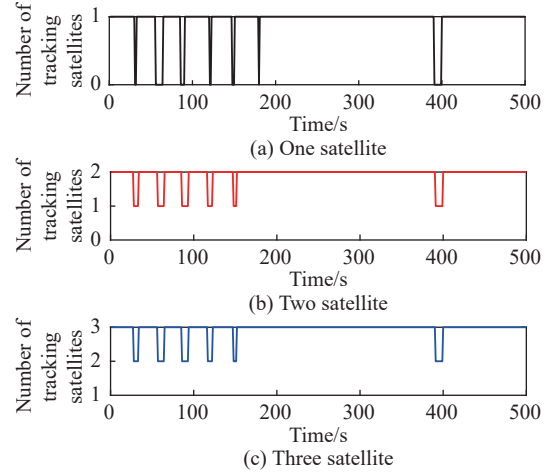 Number of
tracking
satellites
1
0
0 100 200 300 400 500
Time/s
(a) One satellite
Number of
tracking
satellites
2
1
0
0 100 200 300 400 500
Time/s
(b) Two satellite
Number of
tracking
satellites
3
2
1
0 100 200 300 400 500
Time/s
(c) Three satellite